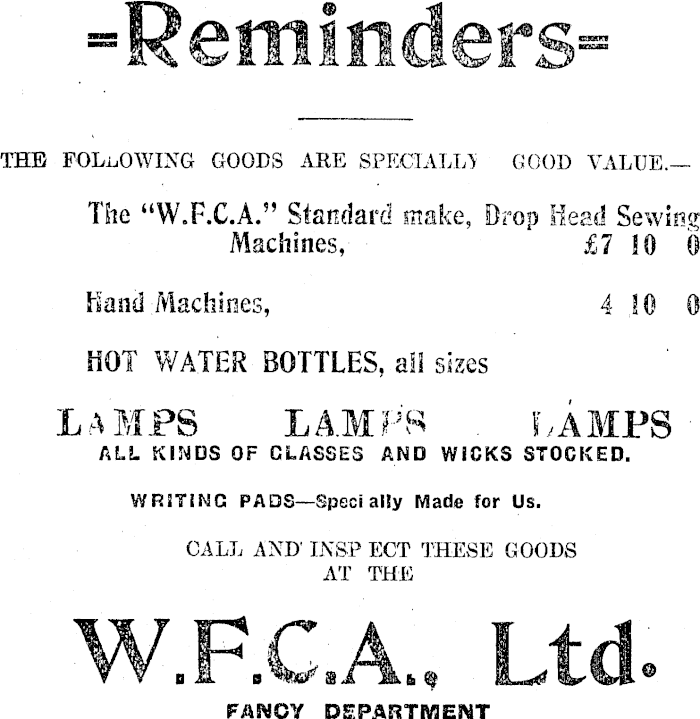 =Reminders=
THE FOLLOWING GOODS ARE SPECIALLY GOOD VALUE.—
The "W.F.C.A." Standard make, Drop Head Sewing
Machines, £7 10 0
Hand Machines, 4 10 0
HOT WATER BOTTLES, all sizes
LAMPS LAMPS LAMPS
ALL KINDS OF GLASSES AND WICKS STOCKED.
WRITING PADS—Specially Made for Us.
CALL AND INSPECT THESE GOODS
AT THE
W.F.C.A., Ltd.
FANCY DEPARTMENT